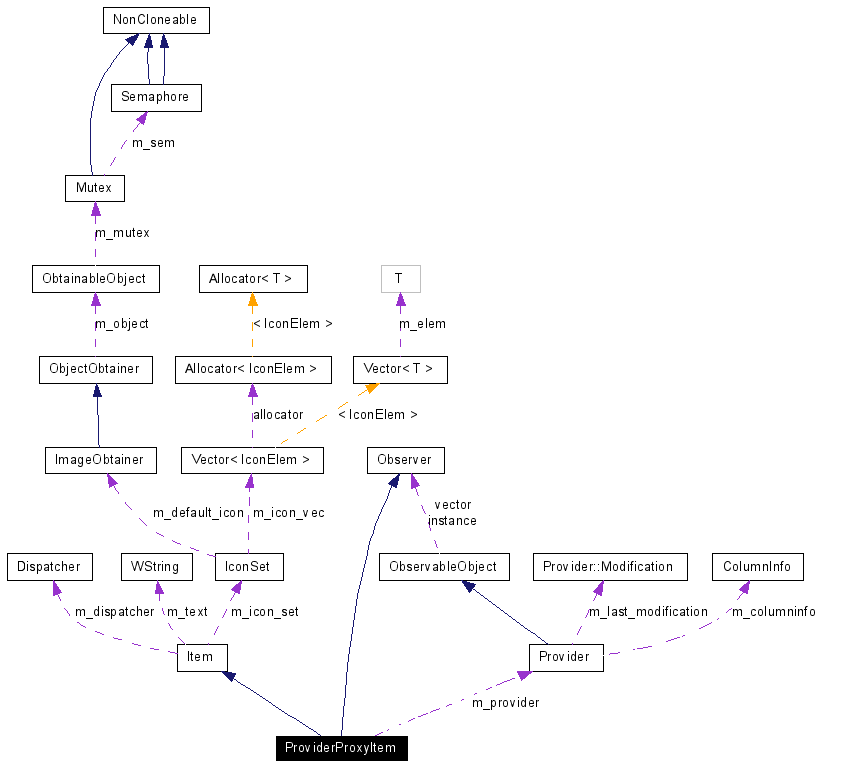 NonCloneable
Semaphore
m_sem
Mutex
m_mutex
ObtainableObject
Allocator< T >
T
m_object
< IconElem >
m_elem
ObjectObtainer
Allocator< IconElem >
Vector< T >
allocator
< IconElem >
ImageObtainer
Vector< IconElem >
Observer
m_default_icon
m_icon_vec
vector
instance
Dispatcher
WString
IconSet
ObservableObject
Provider::Modification
ColumnInfo
m_dispatcher
m_text
m_icon_set
m_last_modification
m_columninfo
Item
Provider
m_provider
ProviderProxyItem